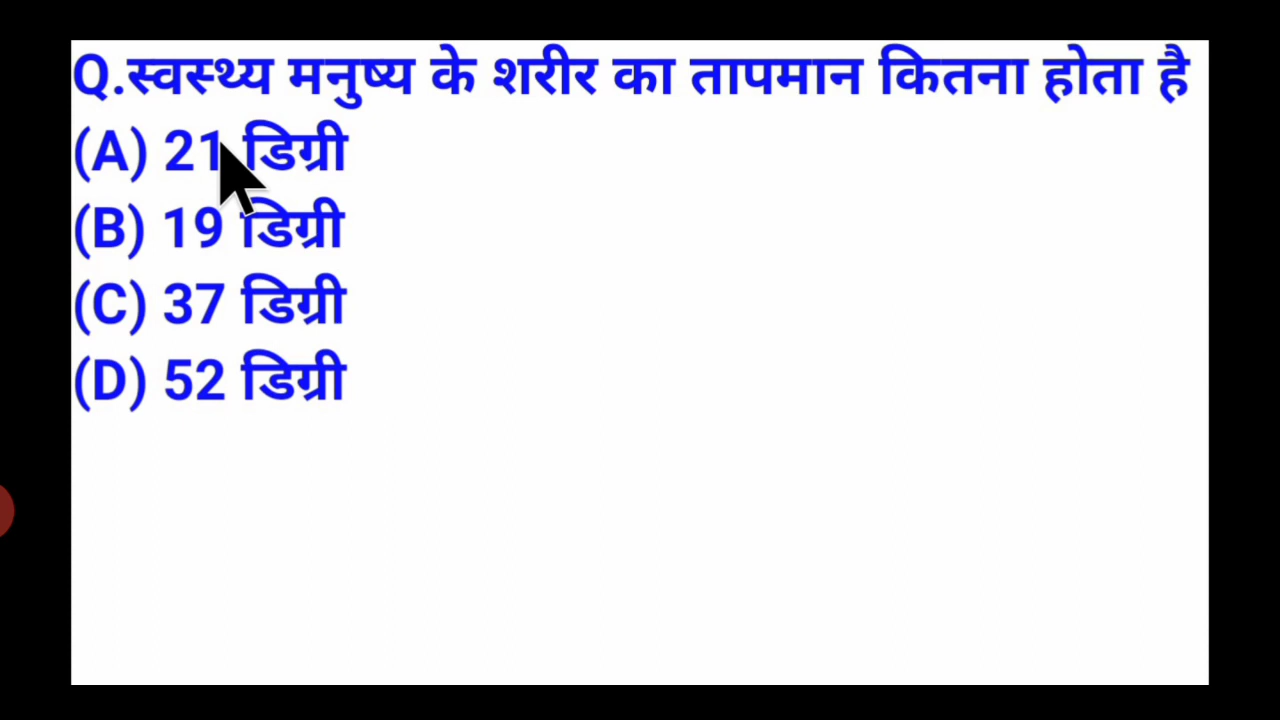 Q.स्वस्थ्य मनुष्य के शरीर का तापमान कितना होता है
(A) 21 डिग्री
(B) 19 डिग्री
(C) 37 डिग्री
(D) 52 डिग्री